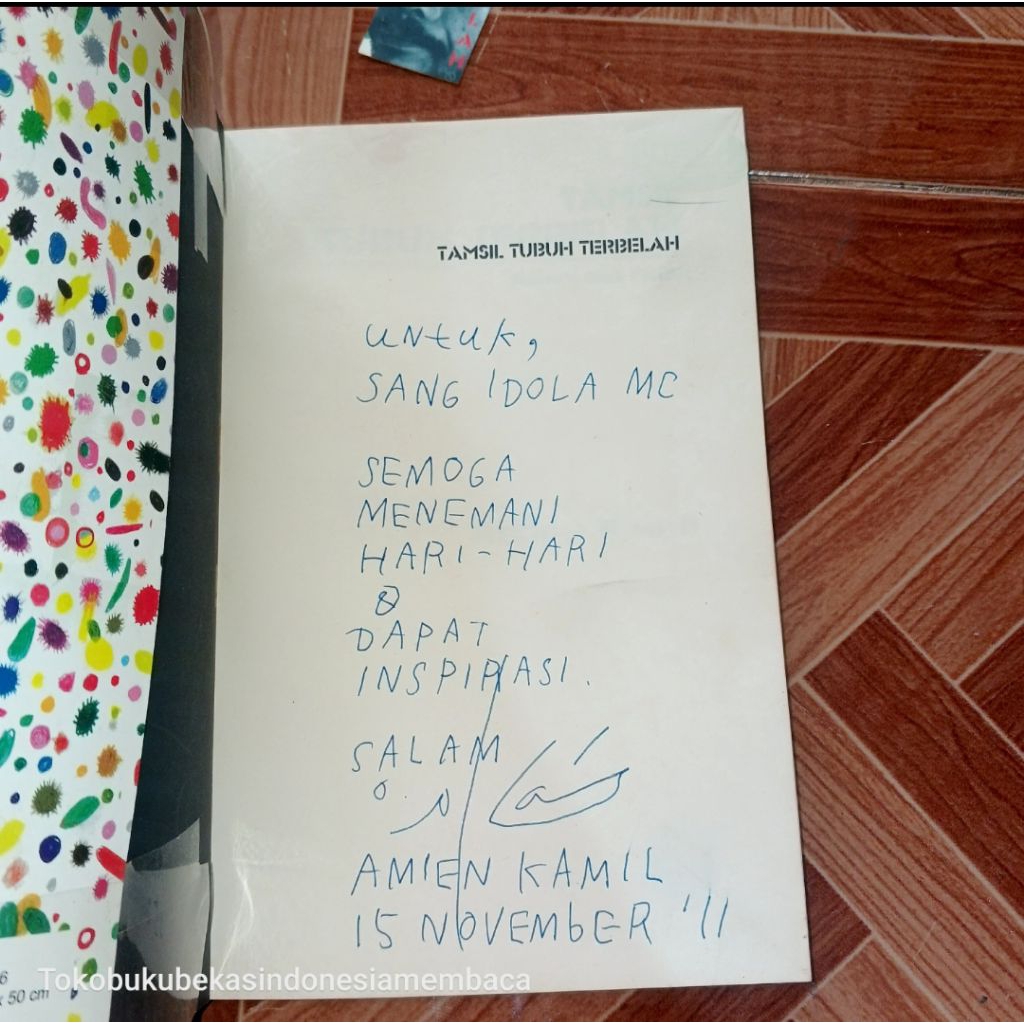 TAMSIL TUBUH TERBELAH
UNtUK,
SANG IDOLA MC
SEMOGA
MENEMANI
HARI-HARI
&
DAPAT
INSPIRASI.
SALAM
AMIEN KAMIL
15 NOVEMbER '11
6
x 50 cm
Tokobukubekasindonesiamembaca